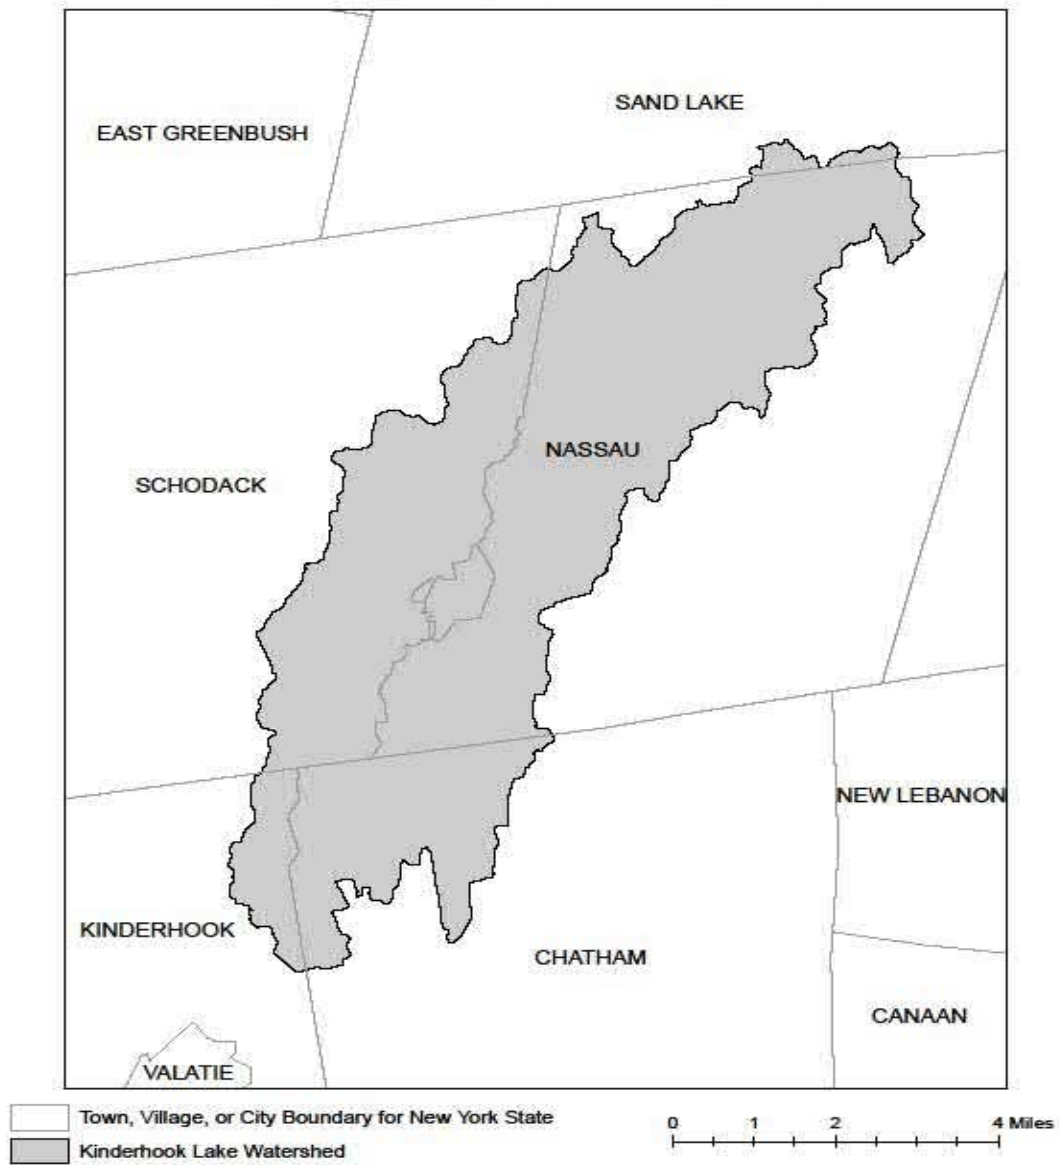 SAND LAKE
EAST GREENBUSH
NASSAU
SCHODACK
NEW LEBANON
KINDERHOOK
CHATHAM
CANAAN
VALATIE
Town, Village, or City Boundary for New York State
Kinderhook Lake Watershed
0 1 2 4 Miles